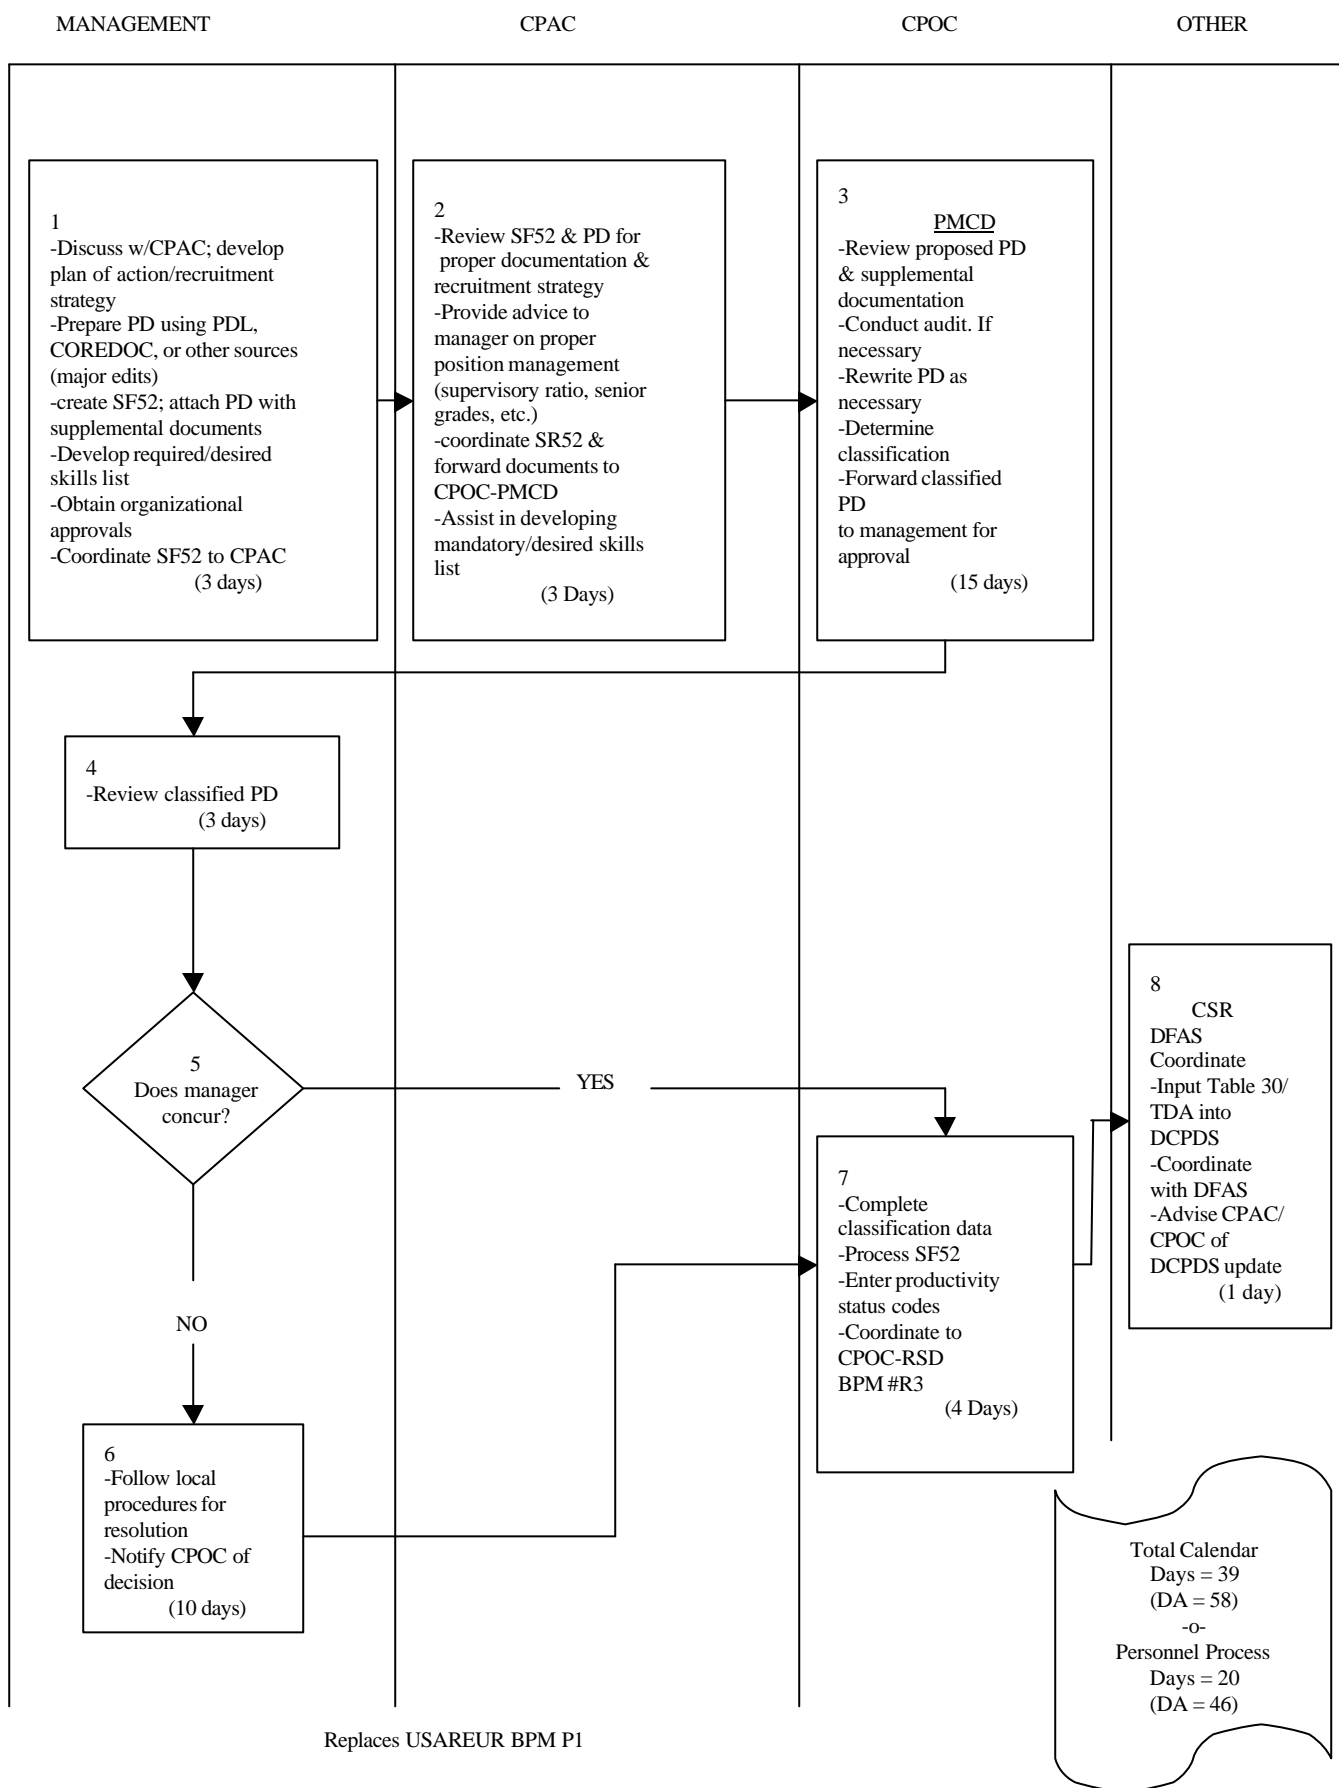 MANAGEMENT
CPAC
CPOC
OTHER
1
-Discuss w/CPAC; develop
plan of action/recruitment
strategy
-Prepare PD using PDL,
COREDOC, or other sources
(major edits)
-create SF52; attach PD with
supplemental documents
-Develop required/desired
skills list
-Obtain organizational
approvals
-Coordinate SF52 to CPAC
(3 days)
2
-Review SF52 & PD for
proper documentation &
recruitment strategy
-Provide advice to
manager on proper
position management
(supervisory ratio, senior
grades, etc.)
-coordinate SR52 &
forward documents to
CPOC-PMCD
-Assist in developing
mandatory/desired skills
list
(3 Days)
3
PMCD
-Review proposed PD
& supplemental
documentation
-Conduct audit. If
necessary
-Rewrite PD as
necessary
-Determine
classification
-Forward classified
PD
to management for
approval
(15 days)
4
-Review classified PD
(3 days)
5
Does manager
concur?
YES
NO
6
-Follow local
procedures for
resolution
-Notify CPOC of
decision
(10 days)
7
-Complete
classification data
-Process SF52
-Enter productivity
status codes
-Coordinate to
CPOC-RSD
BPM #R3
(4 Days)
8
CSR
DFAS
Coordinate
-Input Table 30/
TDA into
DCPDS
-Coordinate
with DFAS
-Advise CPAC/
CPOC of
DCPDS update
(1 day)
Total Calendar
Days = 39
(DA = 58)
-o-
Personnel Process
Days = 20
(DA = 46)
Replaces USAREUR BPM P1